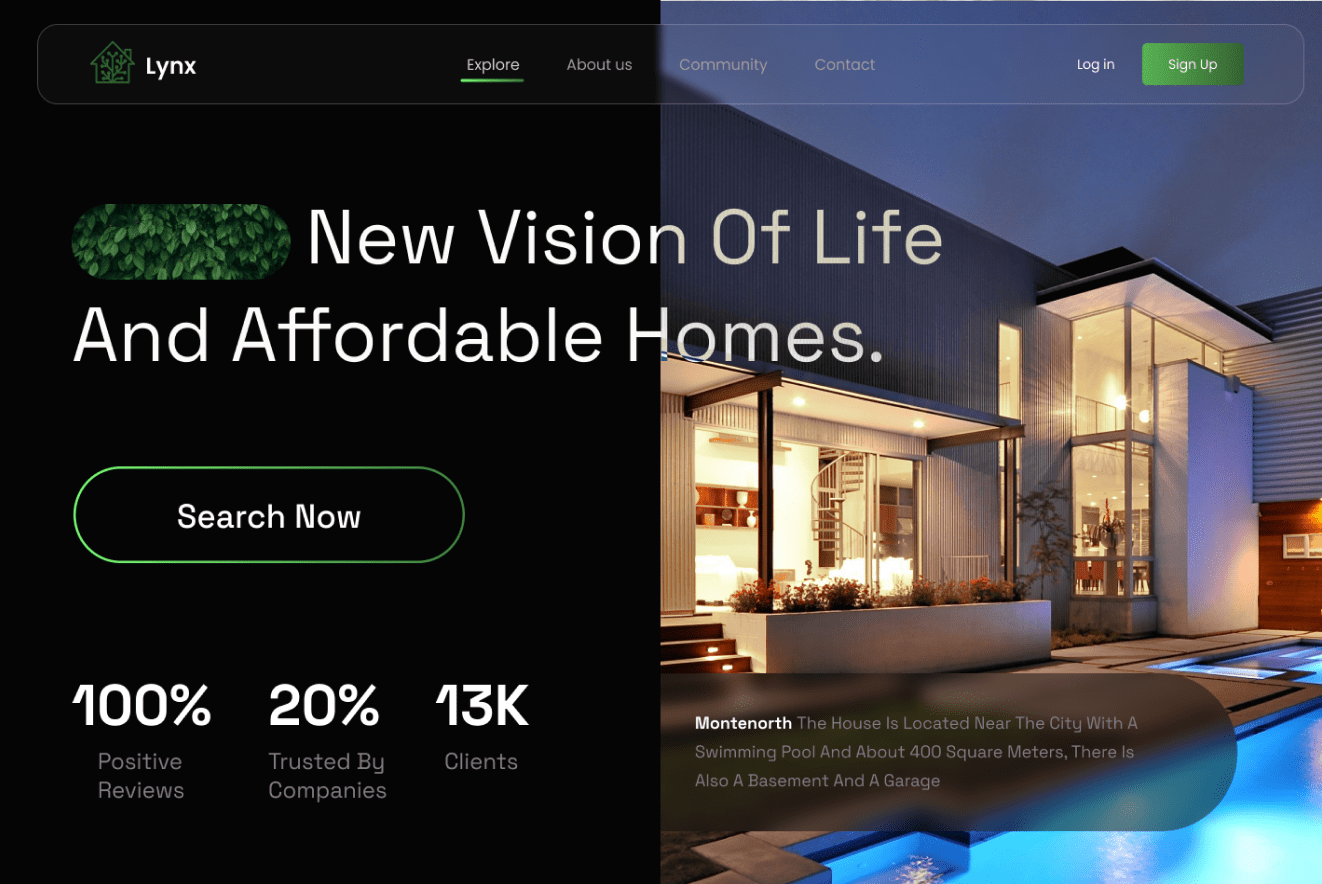 Lynx
Explore
About us
Community
Contact
Log in
Sign Up
New Vision Of Life
And Affordable Homes.
Search Now
100%
Positive
Reviews
20%
Trusted By
Companies
13K
Clients
Montenorth The House Is Located Near The City With A
Swimming Pool And About 400 Square Meters, There Is
Also A Basement And A Garage